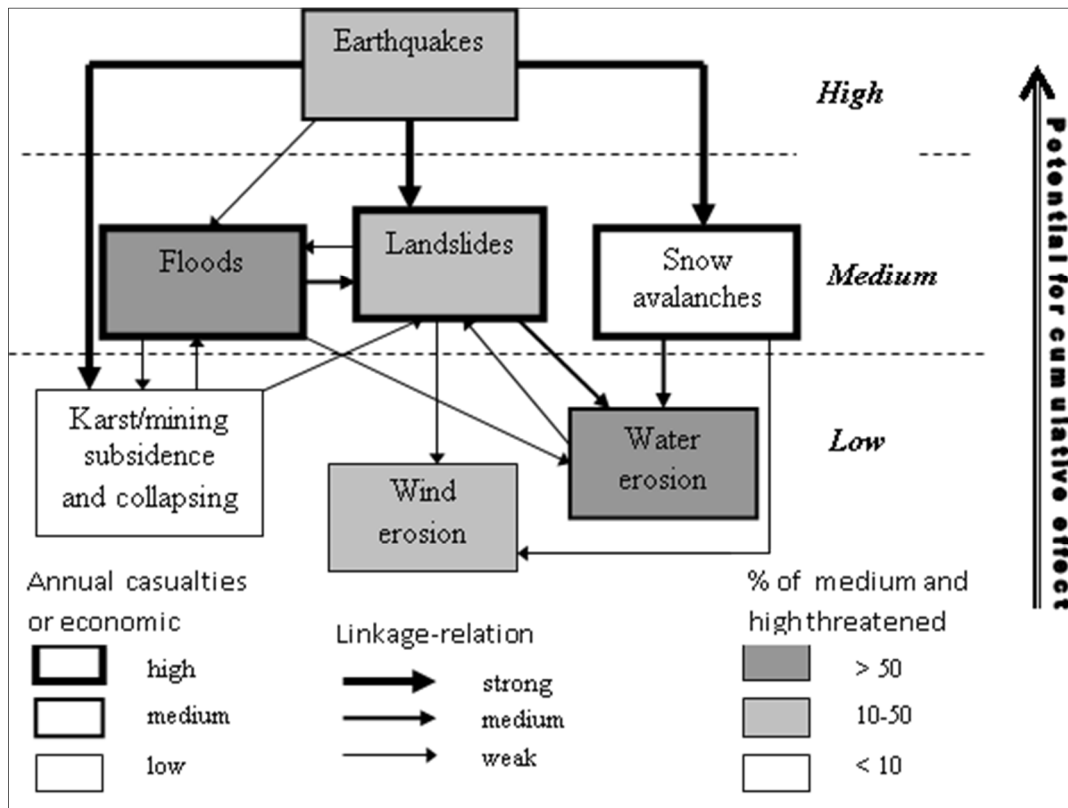 Earthquakes
High
Floods
Landslides
Snow
avalanches
Medium
Karst/mining
subsidence
and collapsing
Wind
erosion
Water
erosion
Low
Potential for cumulative effect
Annual casualties
or economic
high
medium
low
Linkage-relation
strong
medium
weak
% of medium and
high threatened
> 50
10-50
< 10